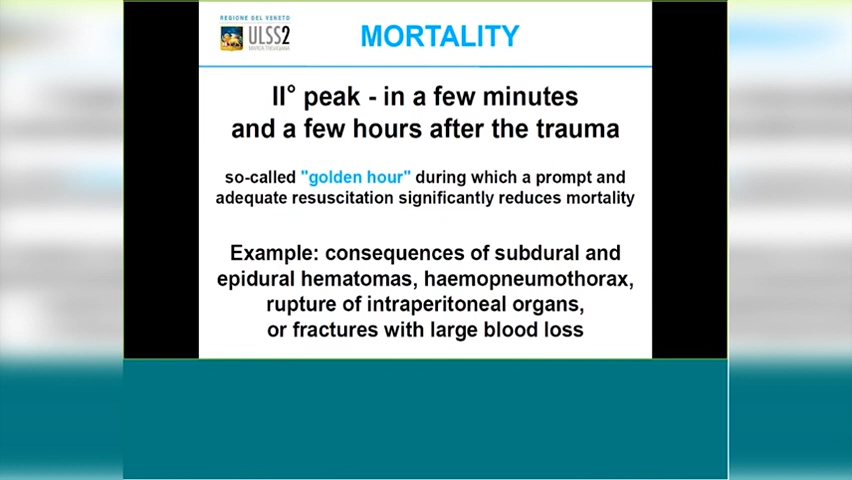 REGIONE DEL VENETO
ULSS2
MARCA TREVIGIANA
MORTALITY
II° peak - in a few minutes
and a few hours after the trauma
so-called "golden hour" during which a prompt and
adequate resuscitation significantly reduces mortality
Example: consequences of subdural and
epidural hematomas, haemopneumothorax,
rupture of intraperitoneal organs,
or fractures with large blood loss